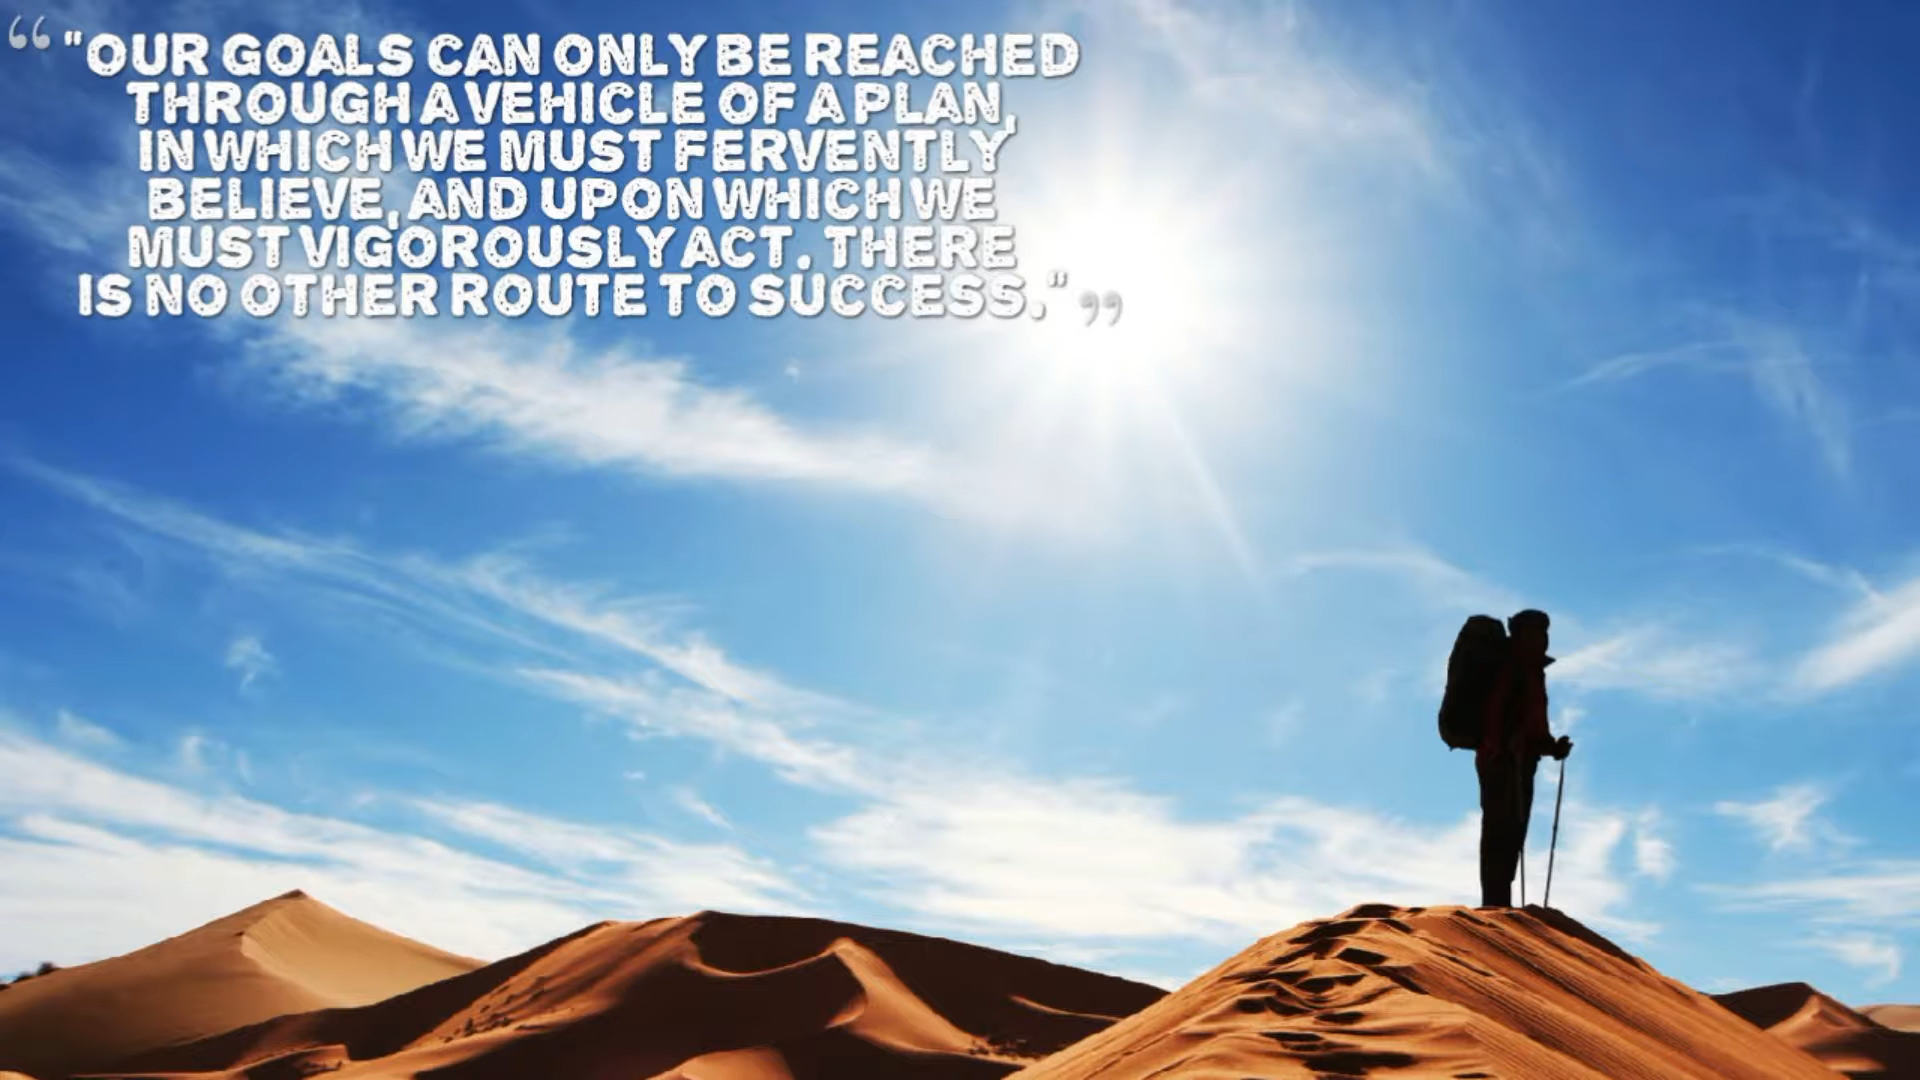 “ "OUR GOALS CAN ONLY BE REACHED
THROUGH A VEHICLE OF A PLAN,
IN WHICH WE MUST FERVENTLY
BELIEVE, AND UPON WHICH WE
MUST VIGOROUSLY ACT. THERE
IS NO OTHER ROUTE TO SUCCESS." ”